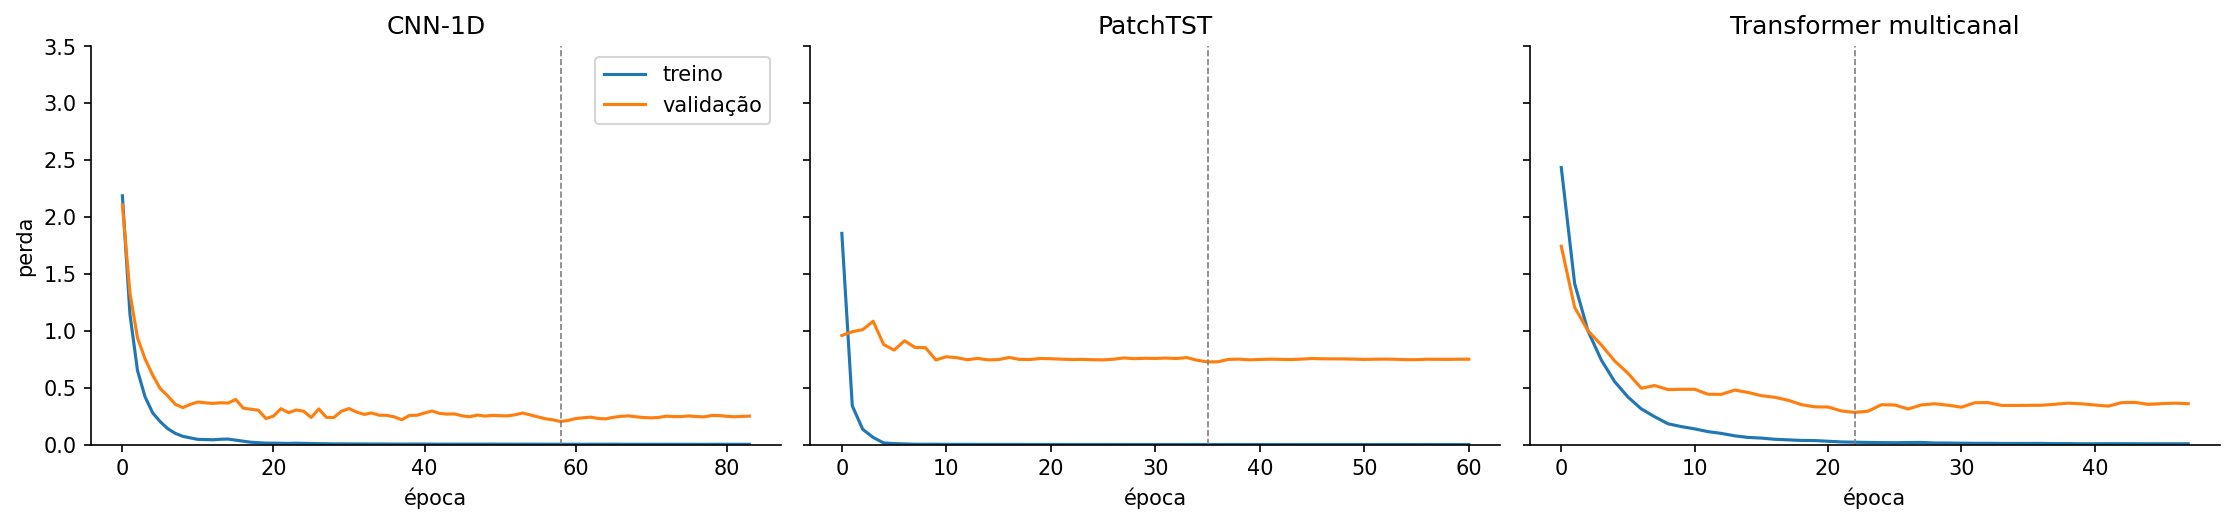 CNN-1D
PatchTST
Transformer multicanal
3.5
3.0
2.5
2.0
1.5
1.0
0.5
0.0
perda
treino
validação
0 20 40 60 80
0 10 20 30 40 50 60
0 10 20 30 40
época
época
época